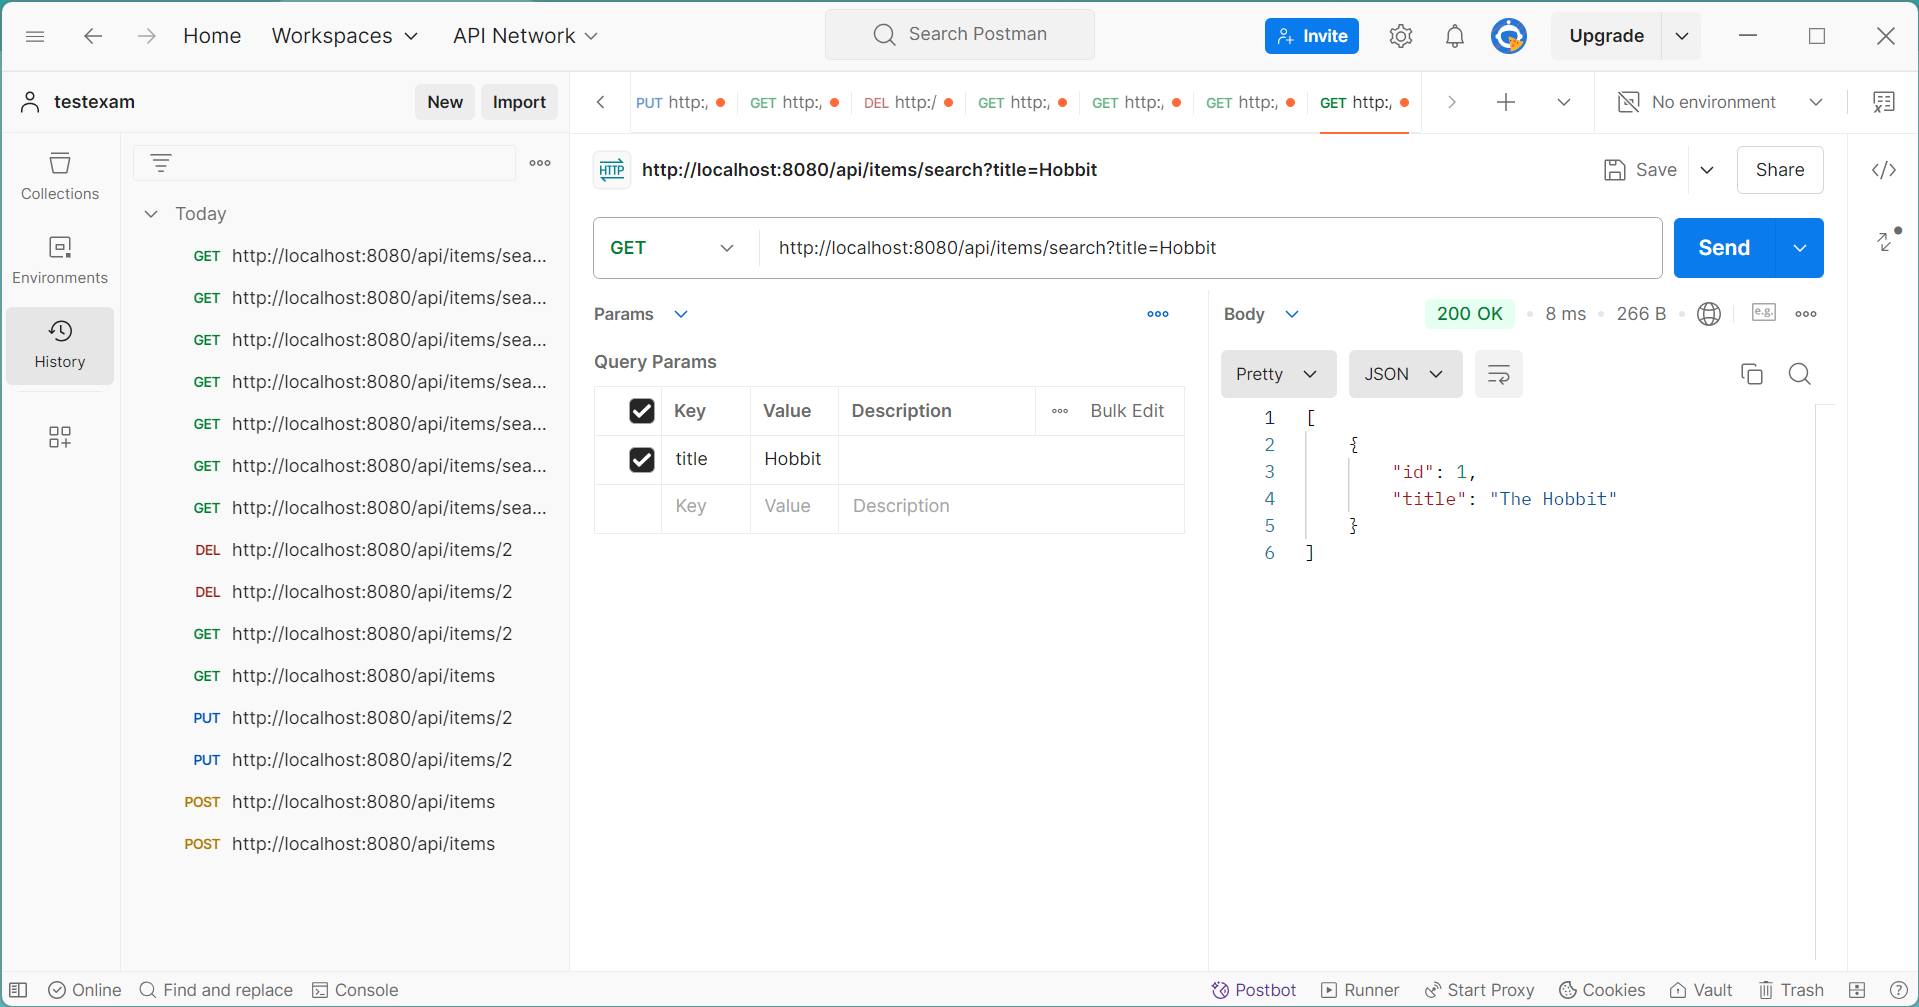 Home Workspaces API Network Search Postman Invite Upgrade
testexam New Import
PUT http:/ GET http:/ DEL http:/ GET http:/ GET http:/ GET http:/ GET http:/ No environment
Collections
Environments
History
Today
GET http://localhost:8080/api/items/sea...
GET http://localhost:8080/api/items/sea...
GET http://localhost:8080/api/items/sea...
GET http://localhost:8080/api/items/sea...
GET http://localhost:8080/api/items/sea...
GET http://localhost:8080/api/items/sea...
GET http://localhost:8080/api/items/sea...
DEL http://localhost:8080/api/items/2
DEL http://localhost:8080/api/items/2
GET http://localhost:8080/api/items/2
GET http://localhost:8080/api/items
PUT http://localhost:8080/api/items/2
PUT http://localhost:8080/api/items/2
POST http://localhost:8080/api/items
POST http://localhost:8080/api/items
HTTP http://localhost:8080/api/items/search?title=Hobbit Save Share
GET http://localhost:8080/api/items/search?title=Hobbit Send
Params
Query Params
Key Value Description Bulk Edit
title Hobbit
Key Value Description
Body 200 OK 8 ms 266 B e.g.
Pretty JSON
1 [
2 {
3 "id": 1,
4 "title": "The Hobbit"
5 }
6 ]
Online Find and replace Console Postbot Runner Start Proxy Cookies Vault Trash